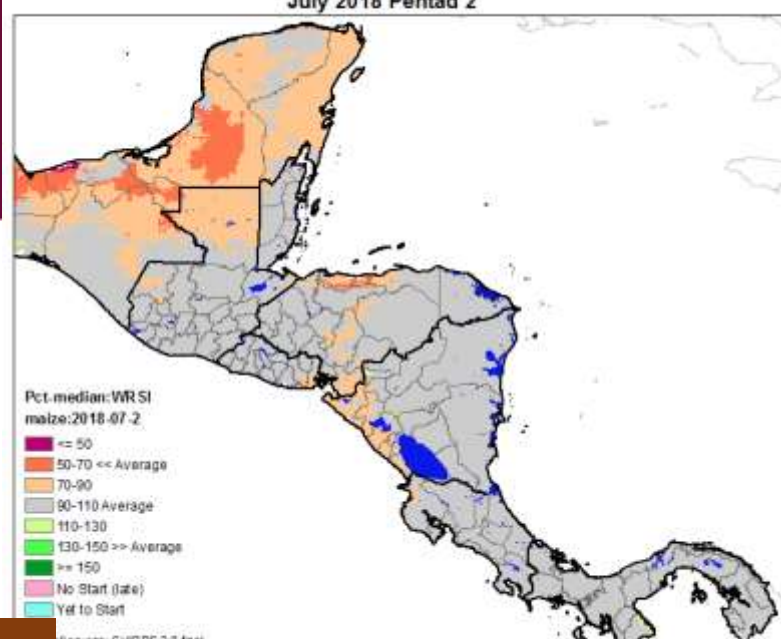 July 2018 Pentad 2
Pct-median: WRSI
maize:2018-07-2
<= 50
50-70 << Average
70-90
90-110 Average
110-130
130-150 >> Average
>= 150
No Start (late)
Yet to Start